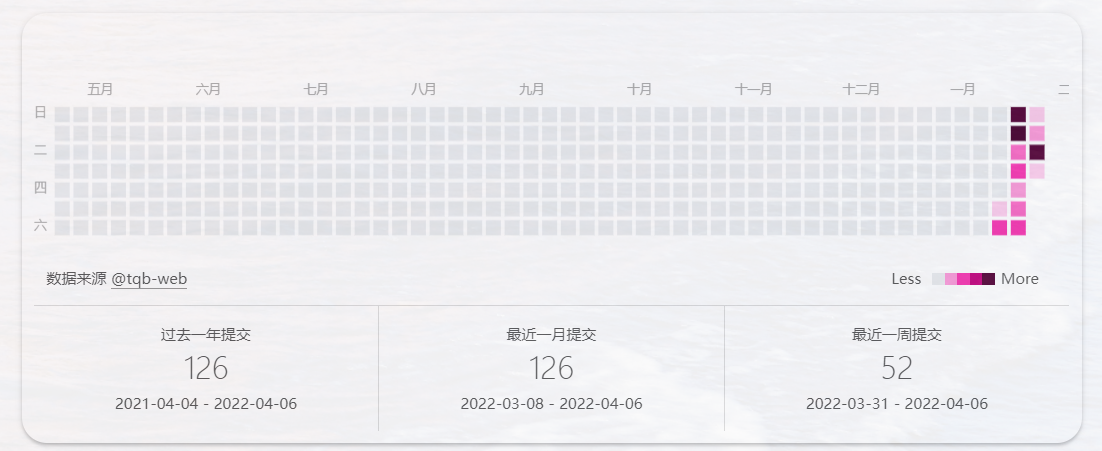 五月 六月 七月 八月 九月 十月 十一月 十二月 一月 二
日
二
四
六
数据来源 @tqb-web
Less More
过去一年提交 最近一月提交 最近一周提交
126 126 52
2021-04-04 - 2022-04-06 2022-03-08 - 2022-04-06 2022-03-31 - 2022-04-06